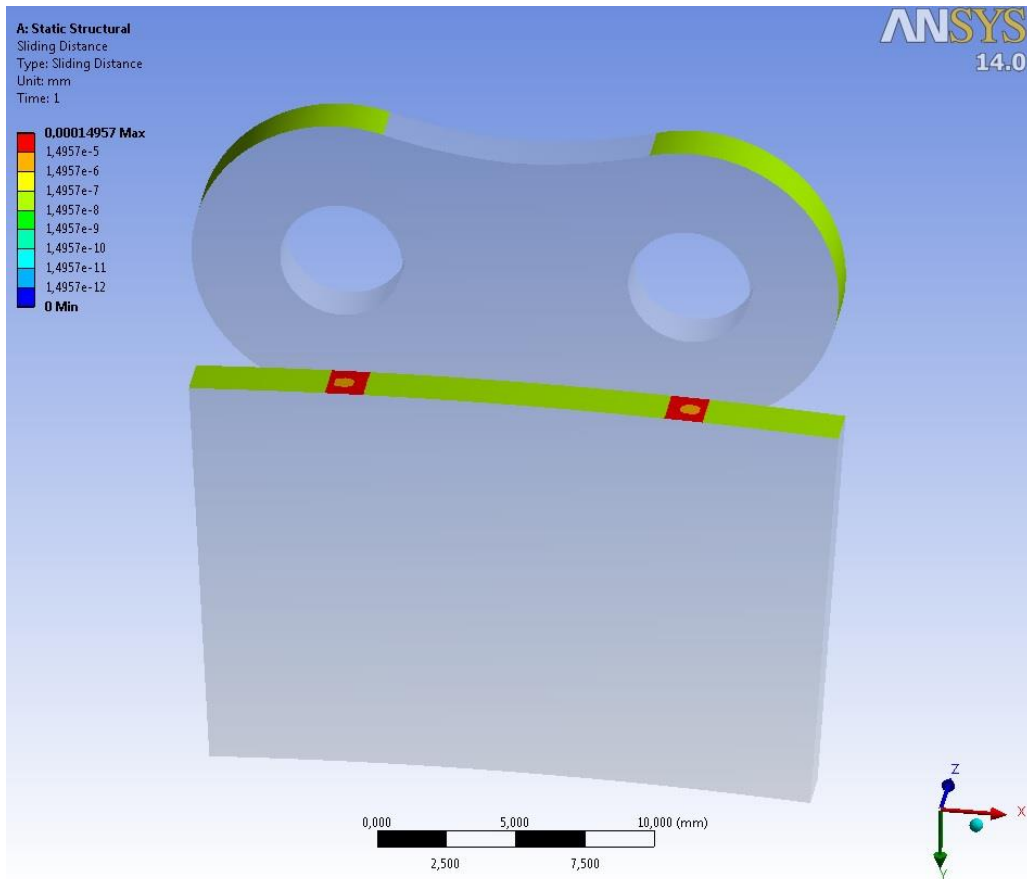 A: Static Structural
Sliding Distance
Type: Sliding Distance
Unit: mm
Time: 1
0,00014957 Max
1,4957e-5
1,4957e-6
1,4957e-7
1,4957e-8
1,4957e-9
1,4957e-10
1,4957e-11
1,4957e-12
0 Min
ANSYS
14.0
0,000
5,000
10,000 (mm)
2,500
7,500
Z
X
Y